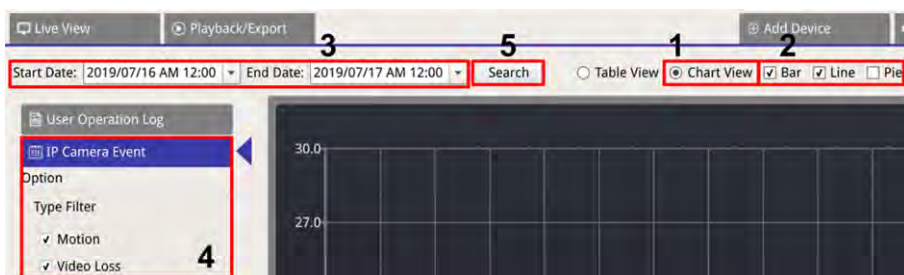 Live View Playback/Export Add Device
3 5 1 2
Start Date: 2019/07/16 AM 12:00 End Date: 2019/07/17 AM 12:00 Search Table View Chart View Bar Line Pie
User Operation Log
IP Camera Event
Option
Type Filter
Motion
Video Loss
4
30.0
27.0